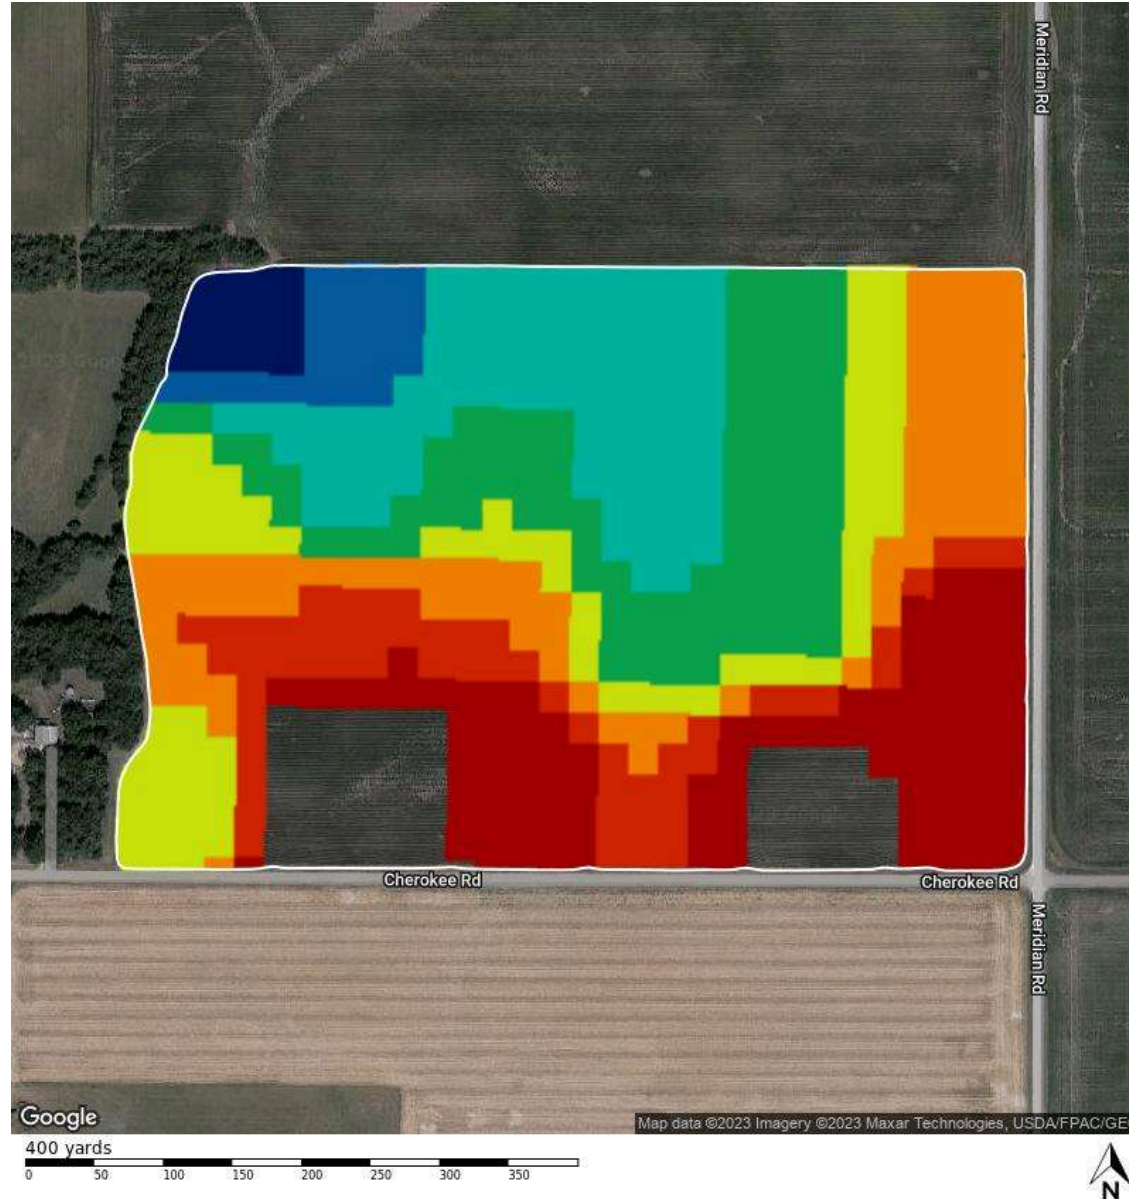 Meridian Rd
Cherokee Rd
Cherokee Rd
Meridian Rd
Google
Map data ©2023 Imagery ©2023 Maxar Technologies, USDA/FPAC/GE
400 yards
0 50 100 150 200 250 300 350
N